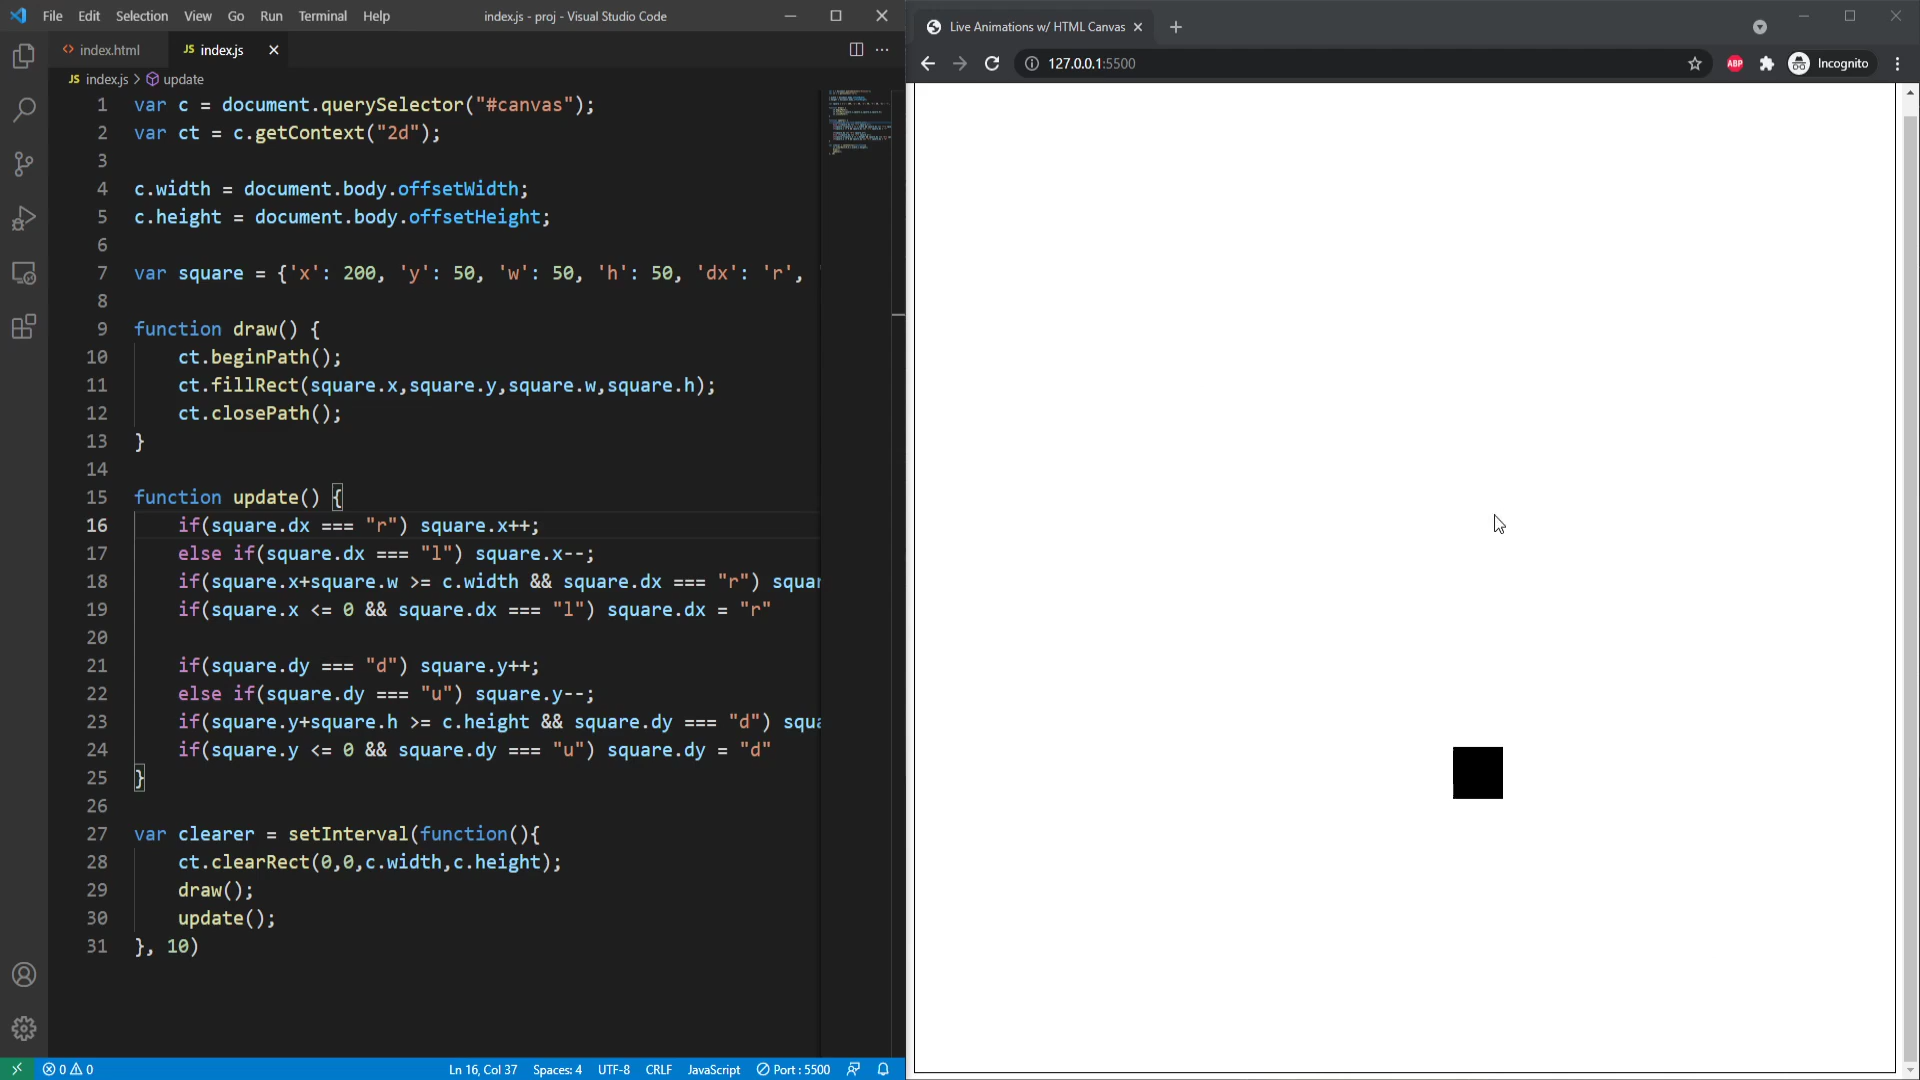 File Edit Selection View Go Run Terminal Help index.js - proj - Visual Studio Code
index.html JS index.js
JS index.js > update
1 var c = document.querySelector("#canvas");
2 var ct = c.getContext("2d");
3
4 c.width = document.body.offsetWidth;
5 c.height = document.body.offsetHeight;
6
7 var square = {'x': 200, 'y': 50, 'w': 50, 'h': 50, 'dx': 'r', '
8
9 function draw() {
10 ct.beginPath();
11 ct.fillRect(square.x,square.y,square.w,square.h);
12 ct.closePath();
13 }
14
15 function update() {
16 if(square.dx === "r") square.x++;
17 else if(square.dx === "l") square.x--;
18 if(square.x+square.w >= c.width && square.dx === "r") squar
19 if(square.x <= 0 && square.dx === "l") square.dx = "r"
20
21 if(square.dy === "d") square.y++;
22 else if(square.dy === "u") square.y--;
23 if(square.y+square.h >= c.height && square.dy === "d") squa
24 if(square.y <= 0 && square.dy === "u") square.dy = "d"
25 }
26
27 var clearer = setInterval(function(){
28 ct.clearRect(0,0,c.width,c.height);
29 draw();
30 update();
31 }, 10)
0 0 Ln 16, Col 37 Spaces: 4 UTF-8 CRLF JavaScript Port : 5500
Live Animations w/ HTML Canvas
127.0.0.1:5500 ABP Incognito